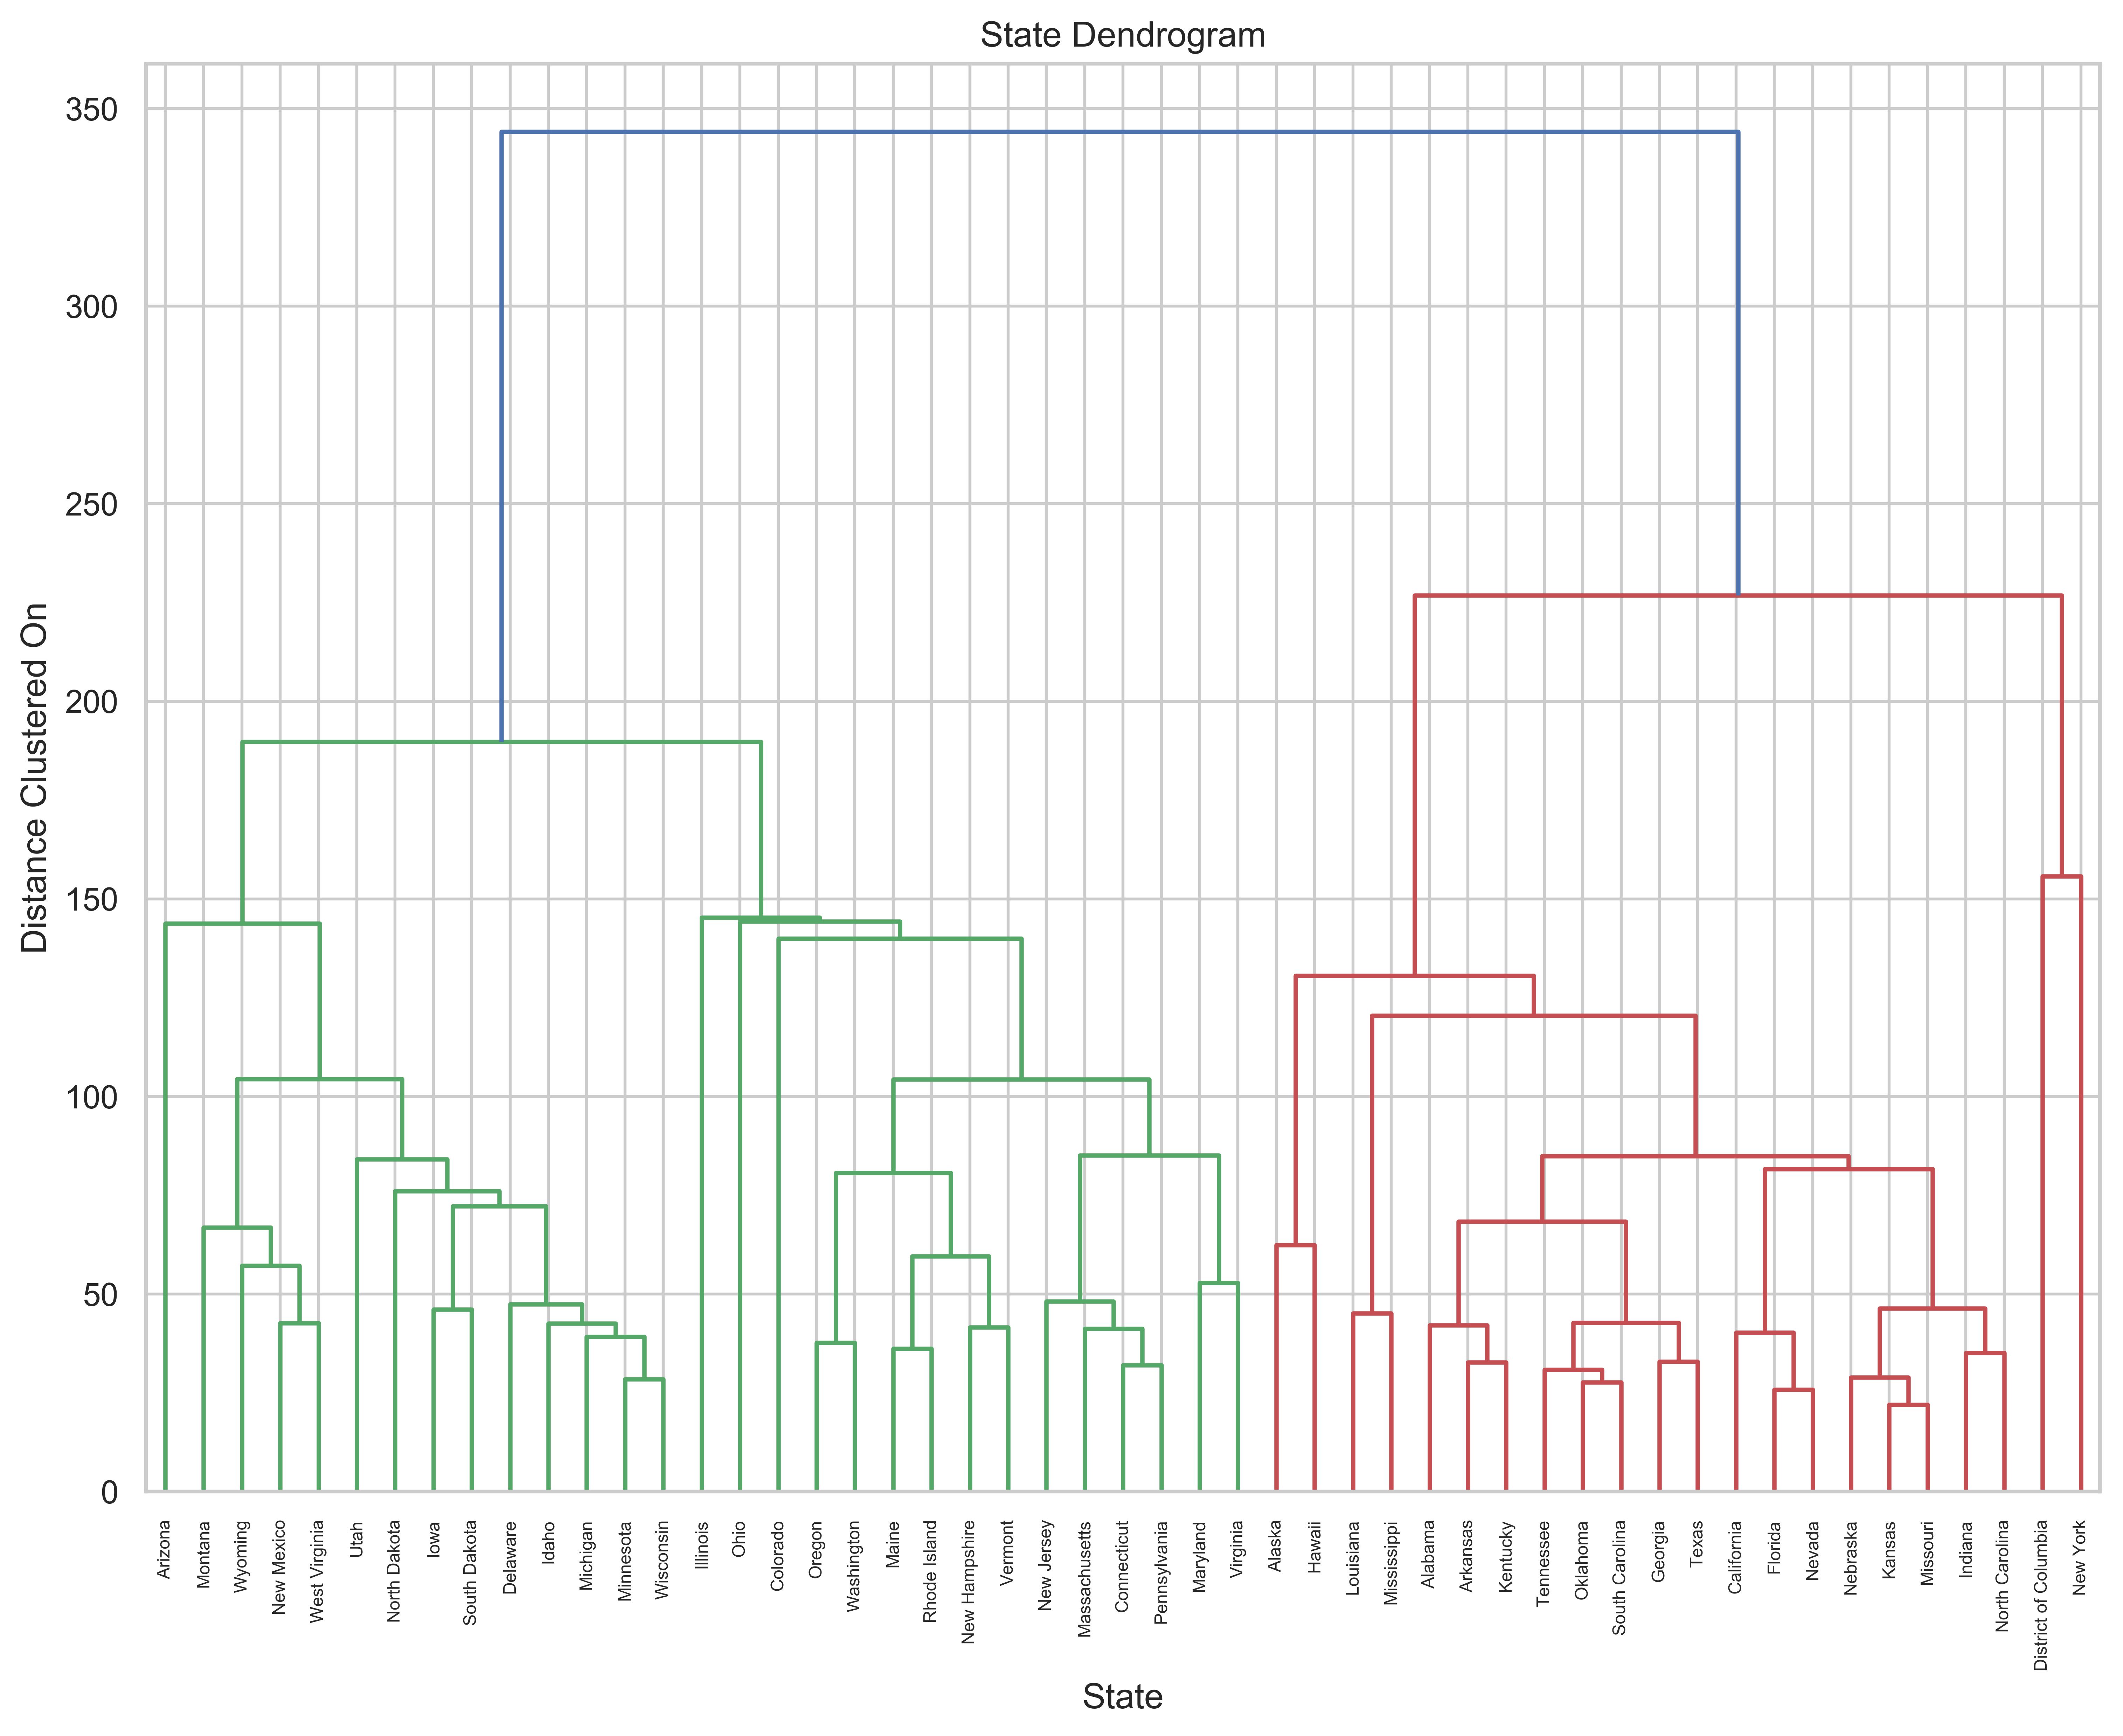 State Dendrogram
350
300
250
200
150
100
50
0
Distance Clustered On
Arizona
Montana
Wyoming
New Mexico
West Virginia
Utah
North Dakota
Iowa
South Dakota
Delaware
Idaho
Michigan
Minnesota
Wisconsin
Illinois
Ohio
Colorado
Oregon
Washington
Maine
Rhode Island
New Hampshire
Vermont
New Jersey
Massachusetts
Connecticut
Pennsylvania
Maryland
Virginia
Alaska
Hawaii
Louisiana
Mississippi
Alabama
Arkansas
Kentucky
Tennessee
Oklahoma
South Carolina
Georgia
Texas
California
Florida
Nevada
Nebraska
Kansas
Missouri
Indiana
North Carolina
District of Columbia
New York
State